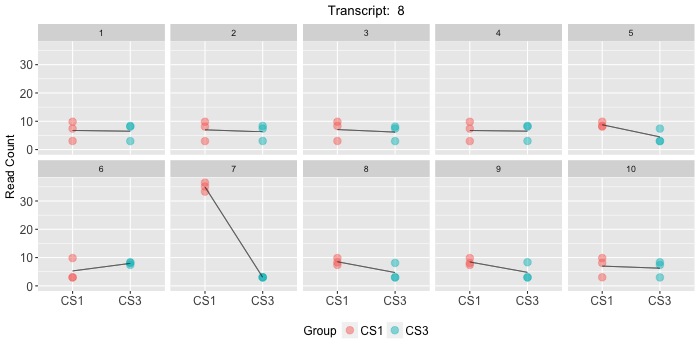 Transcript: 8
1 2 3 4 5
30
20
10
0
Read Count
6 7 8 9 10
30
20
10
0
CS1 CS3 CS1 CS3 CS1 CS3 CS1 CS3 CS1 CS3
Group CS1 CS3